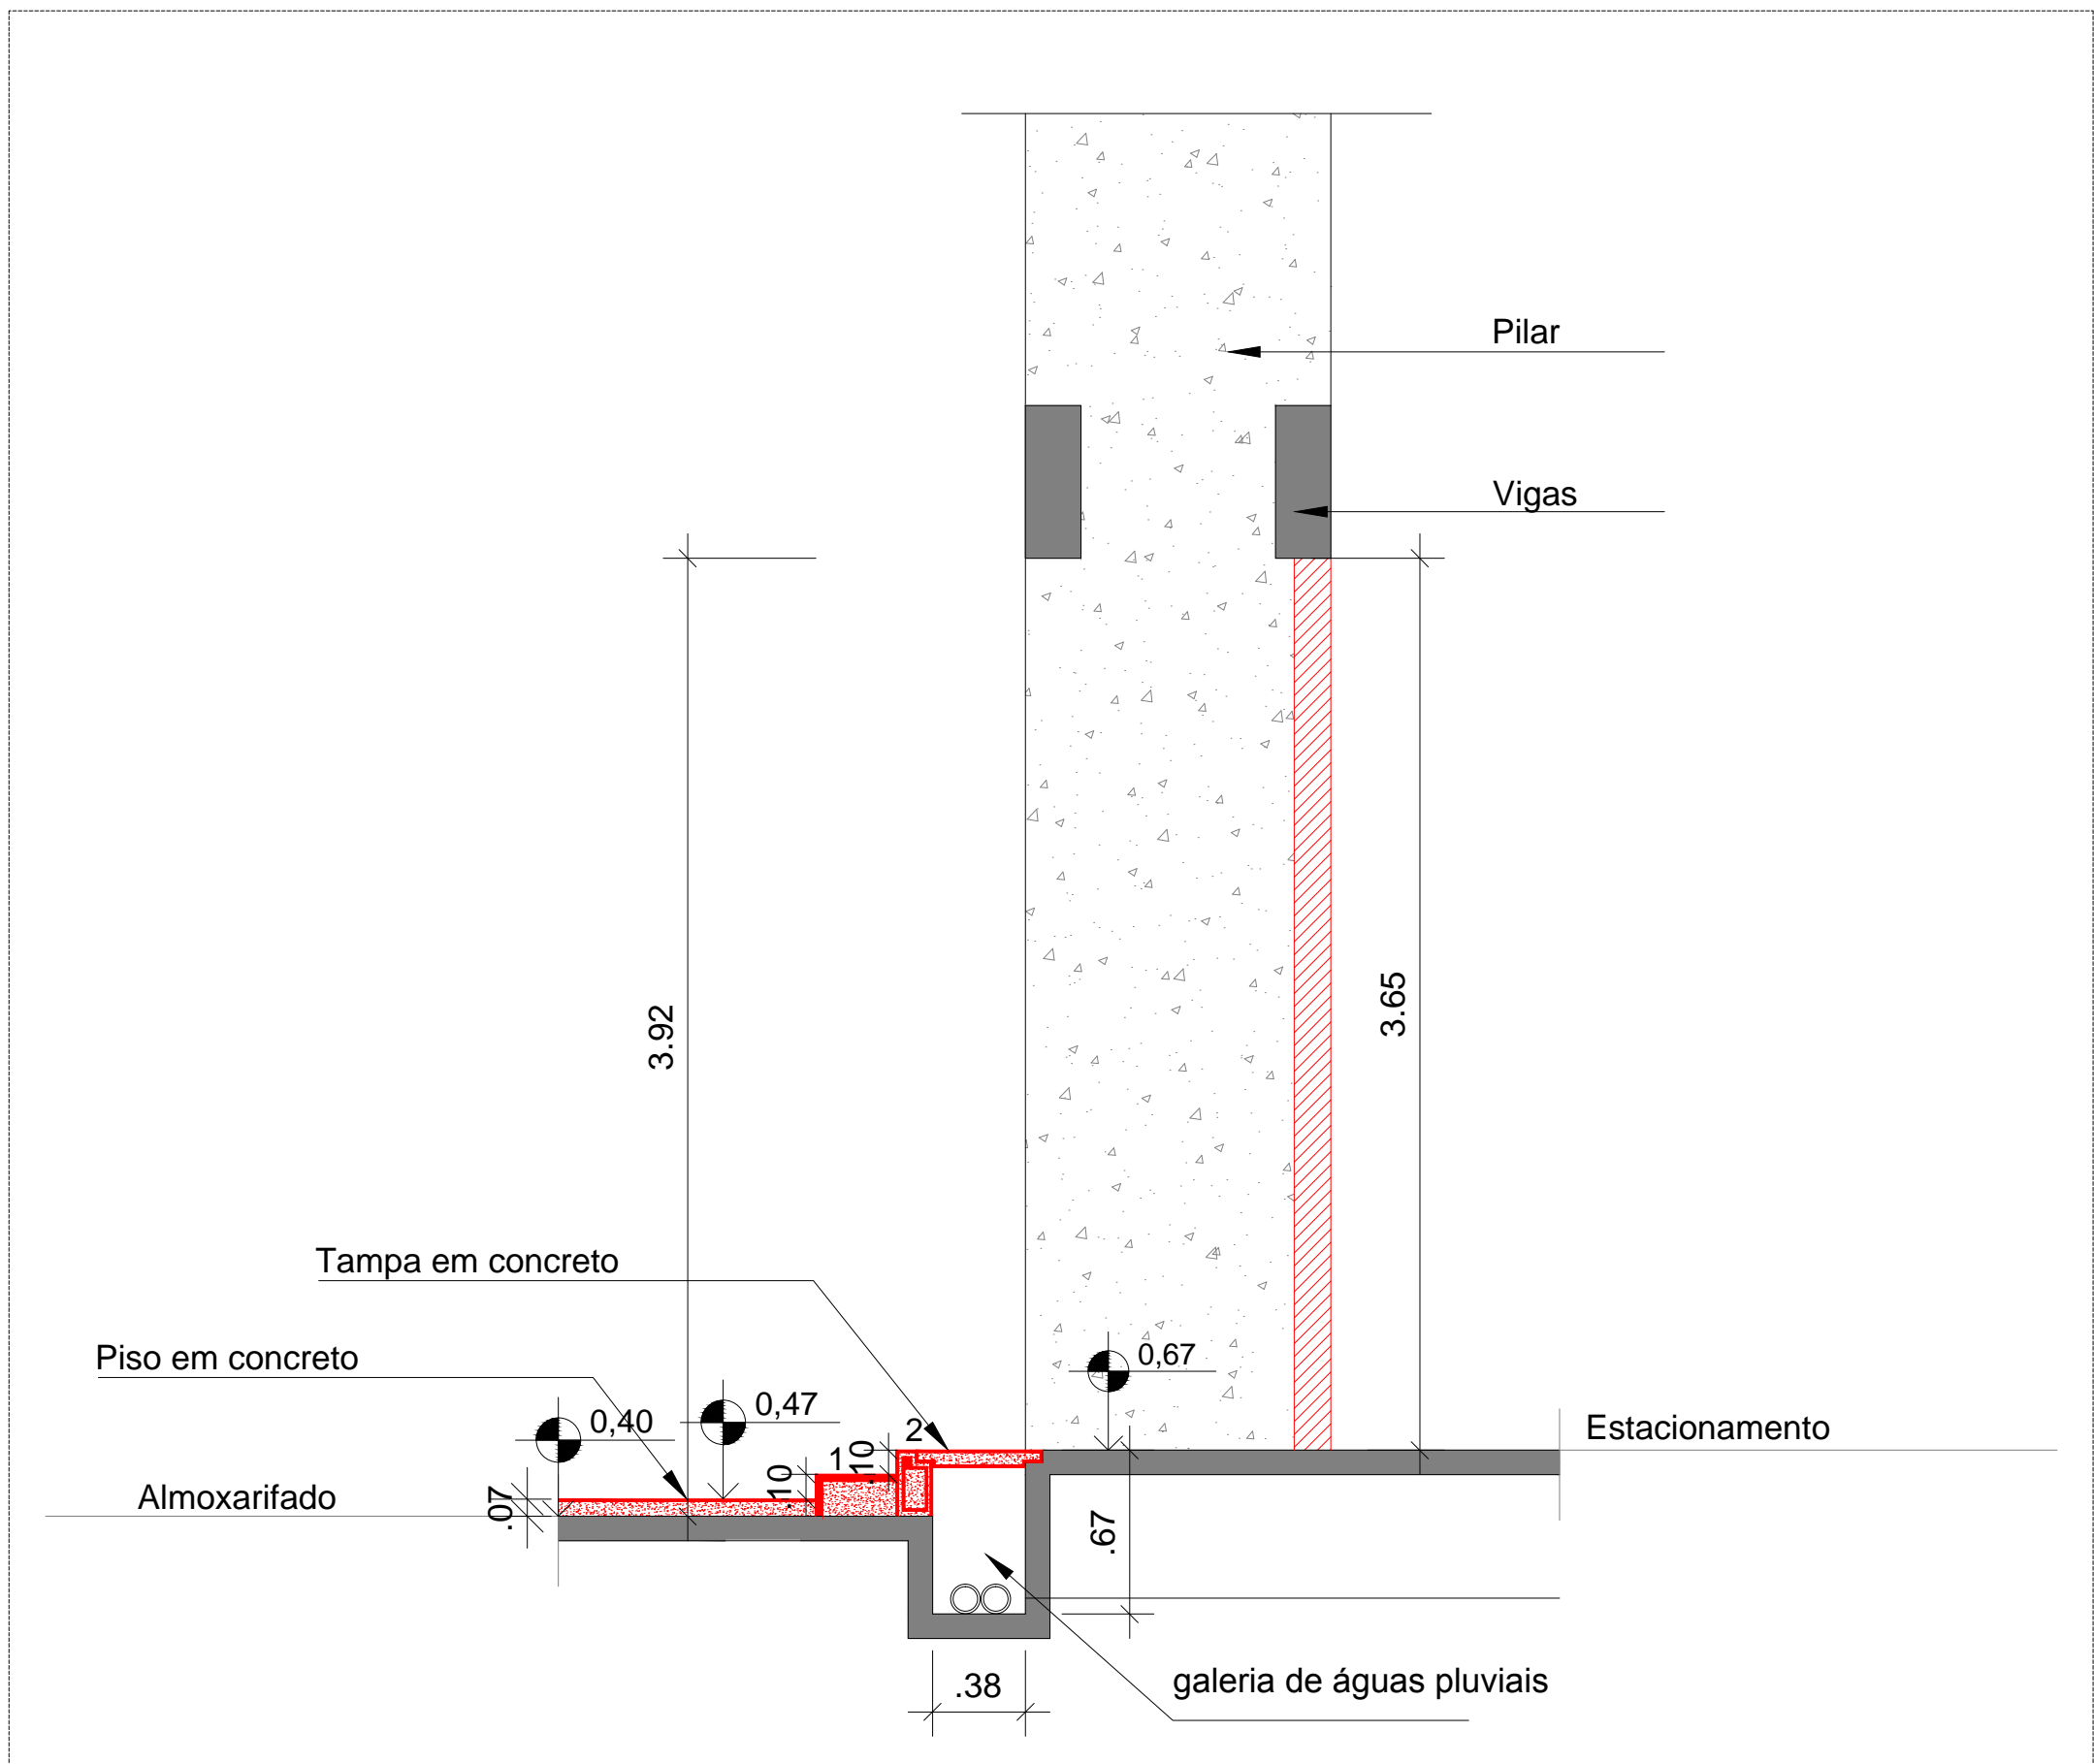 Pilar
Vigas
3.92
3.65
Tampa em concreto
Piso em concreto
0,67
0,47
0,40
2
1
.10
.10
Estacionamento
Almoxarifado
.07
.67
.38
galeria de águas pluviais